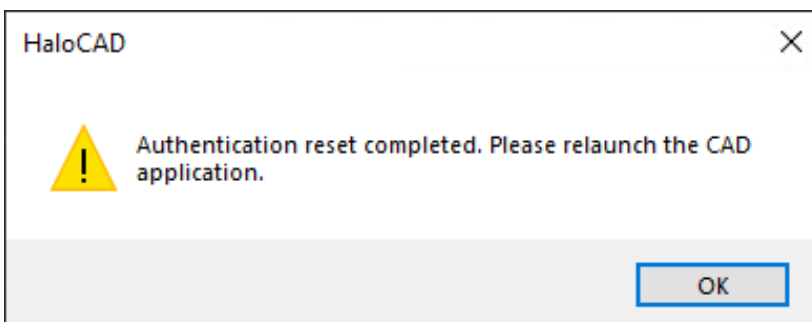 HaloCAD
Authentication reset completed. Please relaunch the CAD
application.
OK